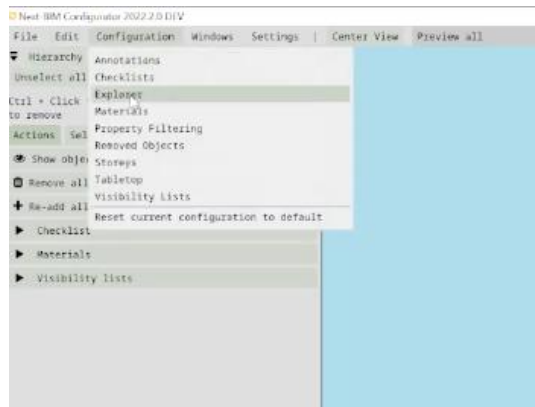 Next-BIM Configurator 2022.2.0 DEV
File Edit Configuration Windows Settings | Center View Preview all
Hierarchy
Unselect all
Ctrl + Click
to remove
Actions Sel
Show obje
Remove all
Re-add all
Checklist
Materials
Visibility lists
Annotations
Checklists
Explorer
Materials
Property Filtering
Removed Objects
Storeys
Tabletop
Visibility Lists
Reset current configuration to default